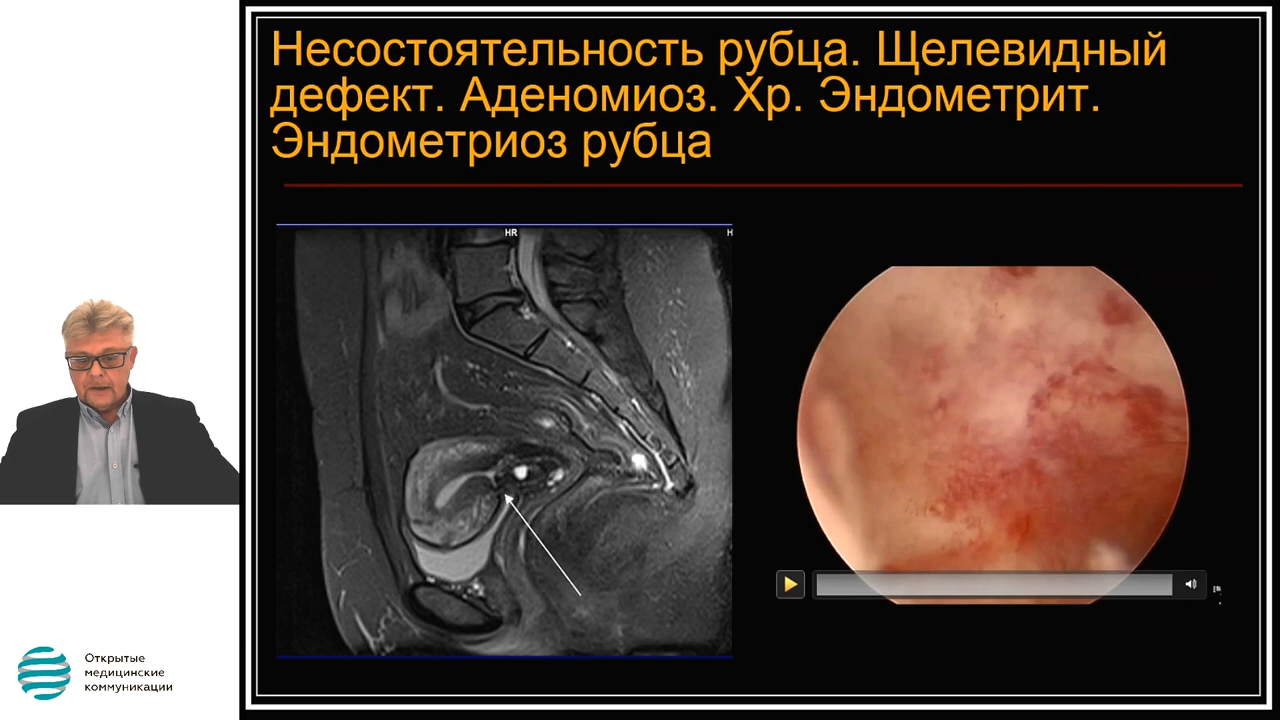 Несостоятельность рубца. Щелевидный
дефект. Аденомиоз. Хр. Эндометрит.
Эндометриоз рубца
HR
H
Открытые
медицинские
коммуникации